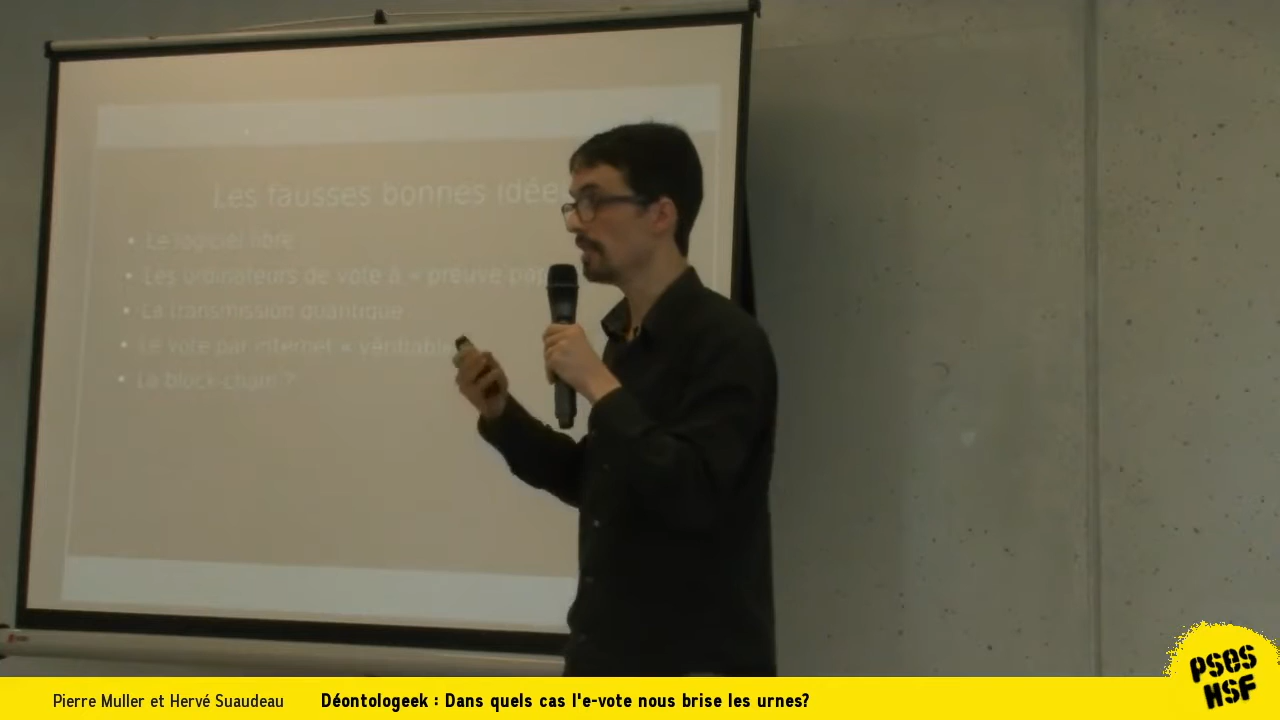 Les fausses bonnes idée
Le logiciel libre
Les ordinateurs de vote à « preuve pap
La transmission quantique
Le vote par internet « véritable
La block-chain ?
Pierre Muller et Hervé Suaudeau
Déontologeek : Dans quels cas l'e-vote nous brise les urnes?
PSES
HSF